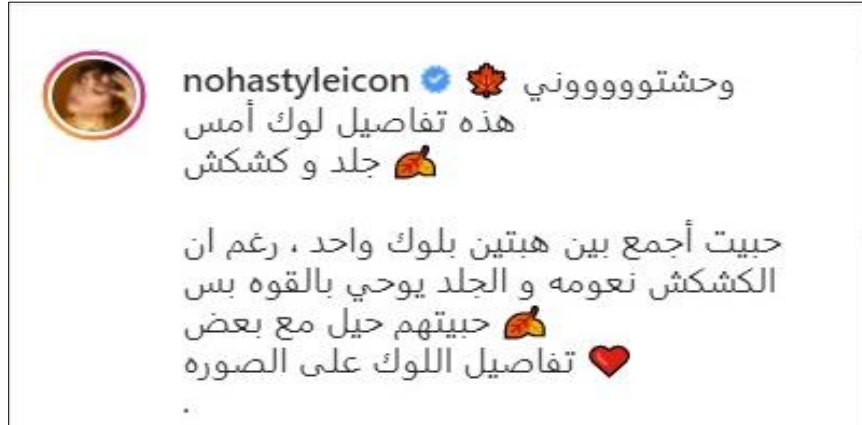 nohastyleicon 🍁 وحشتوووووني
هذه تفاصيل لوك أمس
جلد و كشكش 🍂
حبيت أجمع بين هبتين بلوك واحد ، رغم ان
الكشكش نعومه و الجلد يوحي بالقوه بس
حبيتهم حيل مع بعض 🍂
تفاصيل اللوك على الصوره ❤️
.